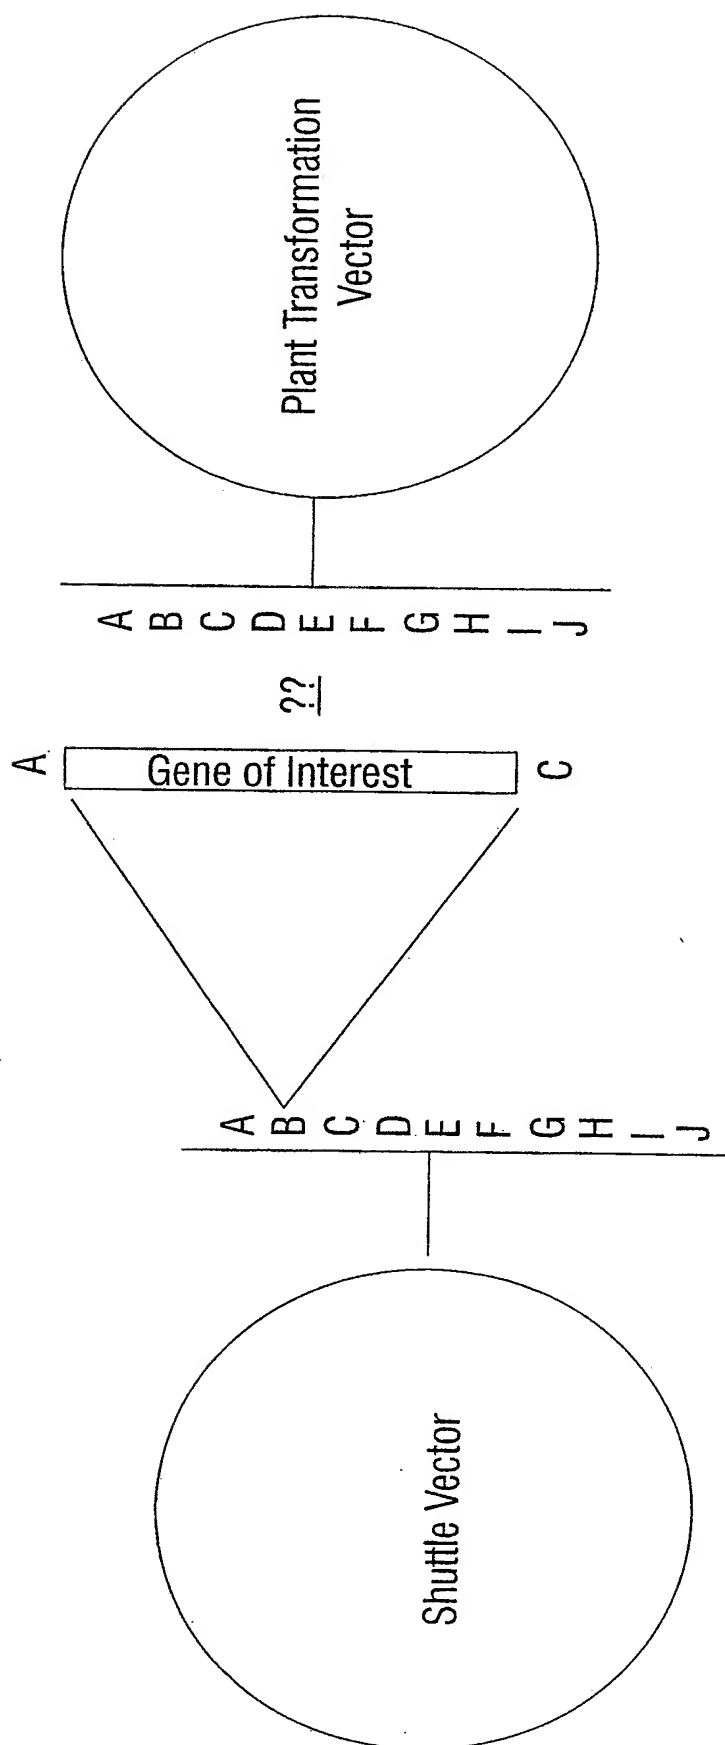 Shuttle Vector
A
B
C
D
E
F
G
H
I
J
A
Gene of Interest
C
??
A
B
C
D
E
F
G
H
I
J
Plant Transformation
Vector